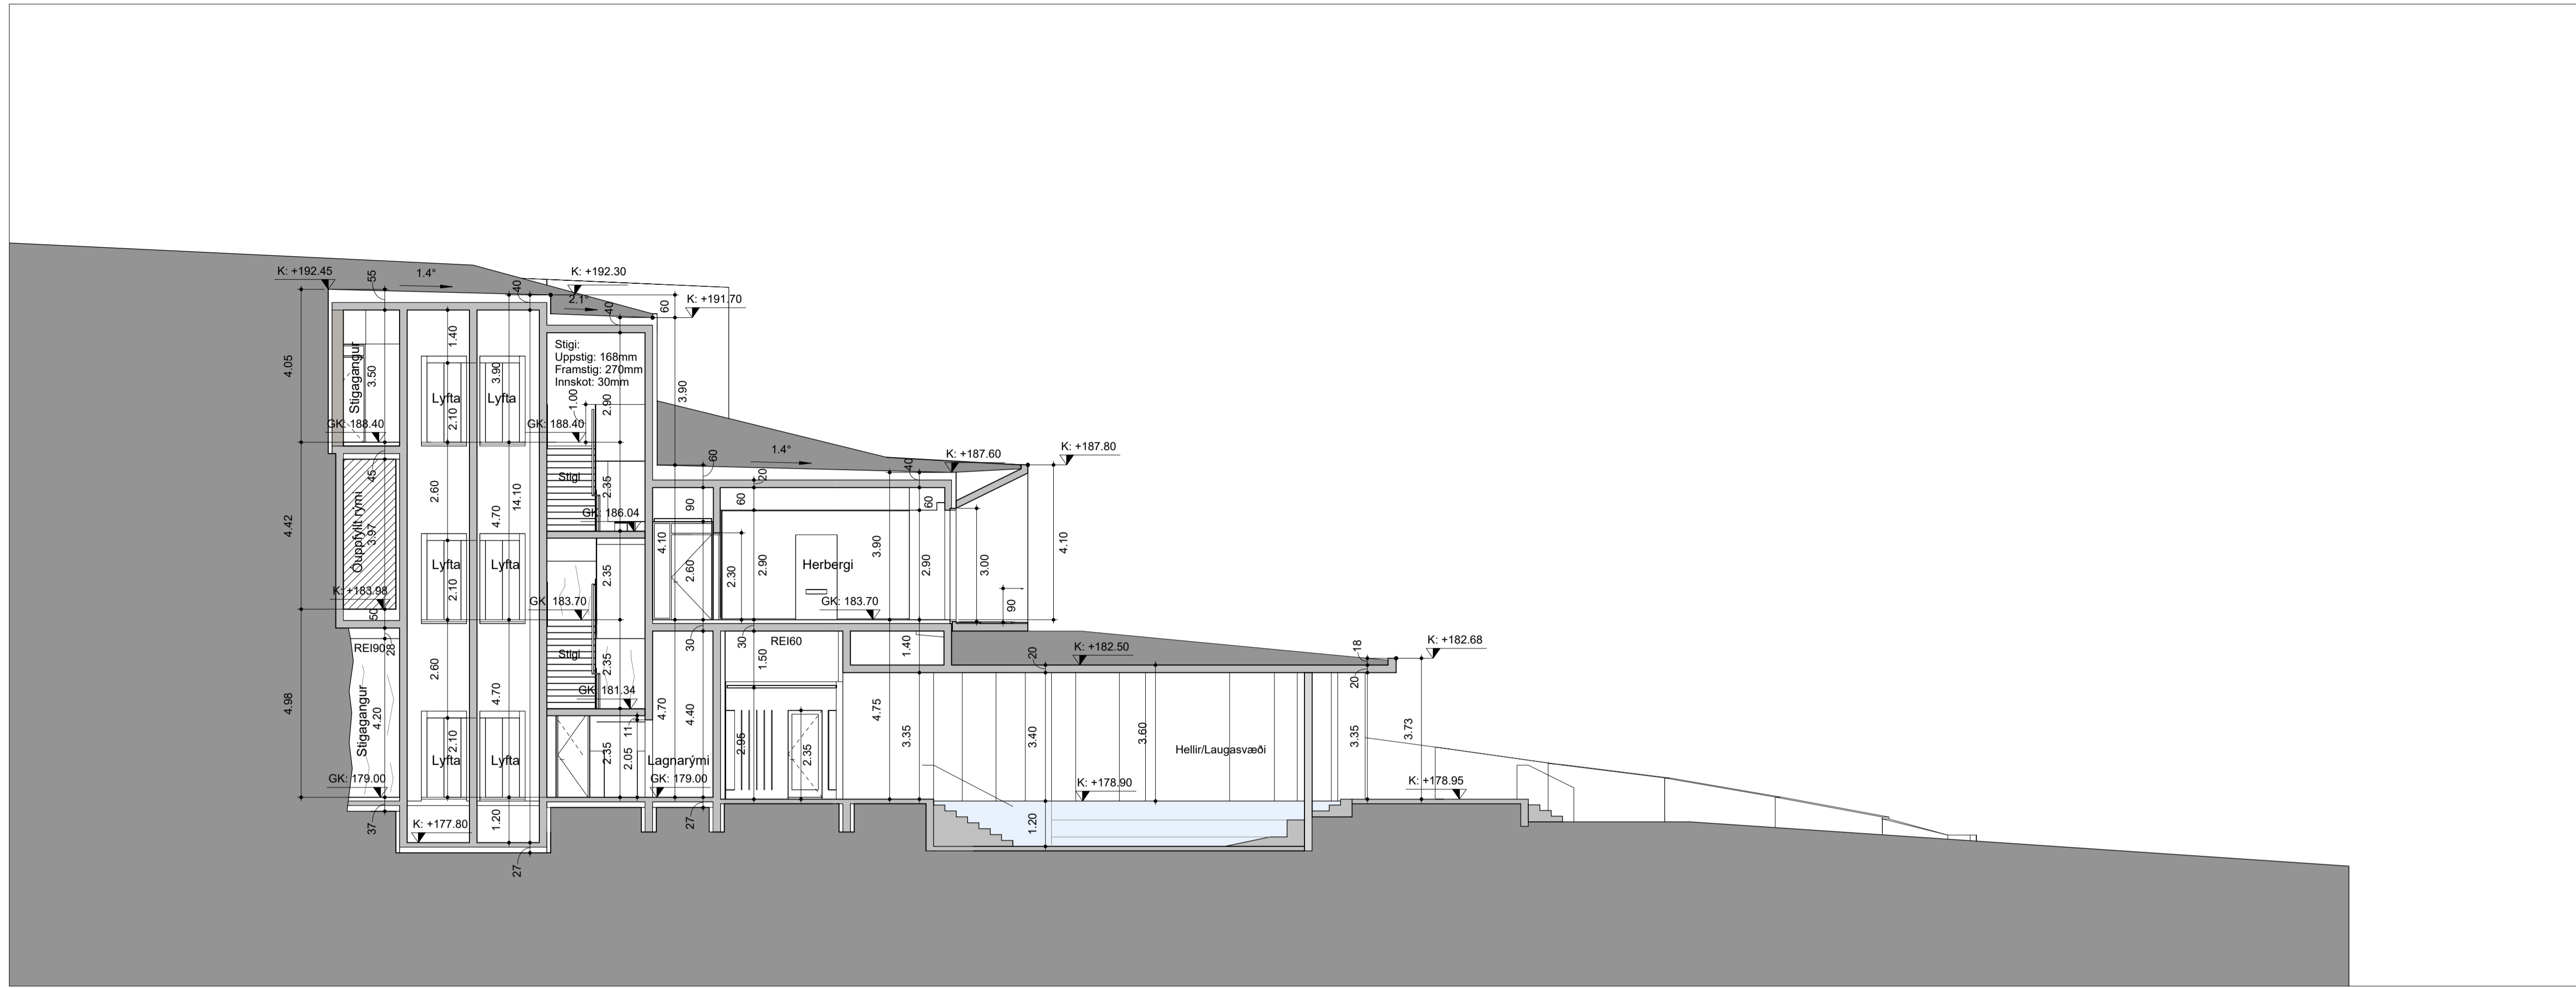 K: +192.45
55
1.4°
40
K: +192.30
2.1°
40
60
K: +191.70
4.05
Stigagangur
3.50
1.40
3.90
Lyfta
Lyfta
2.10
Stigi:
Uppstig: 168mm
Framstig: 270mm
Innskot: 30mm
1.00
2.90
3.90
GK: 188.40
GK: 188.40
60
1.4°
20
40
K: +187.60
K: +187.80
45
4.42
Óuppfyllt rými
3.97
2.60
4.70
14.10
Stigi
2.35
GK: 186.04
90
60
60
4.10
2.60
2.30
2.90
Herbergi
3.90
2.90
3.00
4.10
90
Lyfta
Lyfta
2.10
2.35
K: +183.98
GK: 183.70
GK: 183.70
50
28
REI90
30
30
REI60
1.50
1.40
20
K: +182.50
18
K: +182.68
20
4.98
Stigagangur
4.20
2.60
4.70
Stigi
2.35
GK: 181.34
4.70
4.40
4.75
3.35
3.40
3.60
3.35
3.73
Lyfta
Lyfta
2.10
2.35
11
2.05
Lagnarými
2.95
2.35
Hellir/Laugasvæði
GK: 179.00
GK: 179.00
K: +178.90
K: +178.95
37
K: +177.80
1.20
27
1.20
27